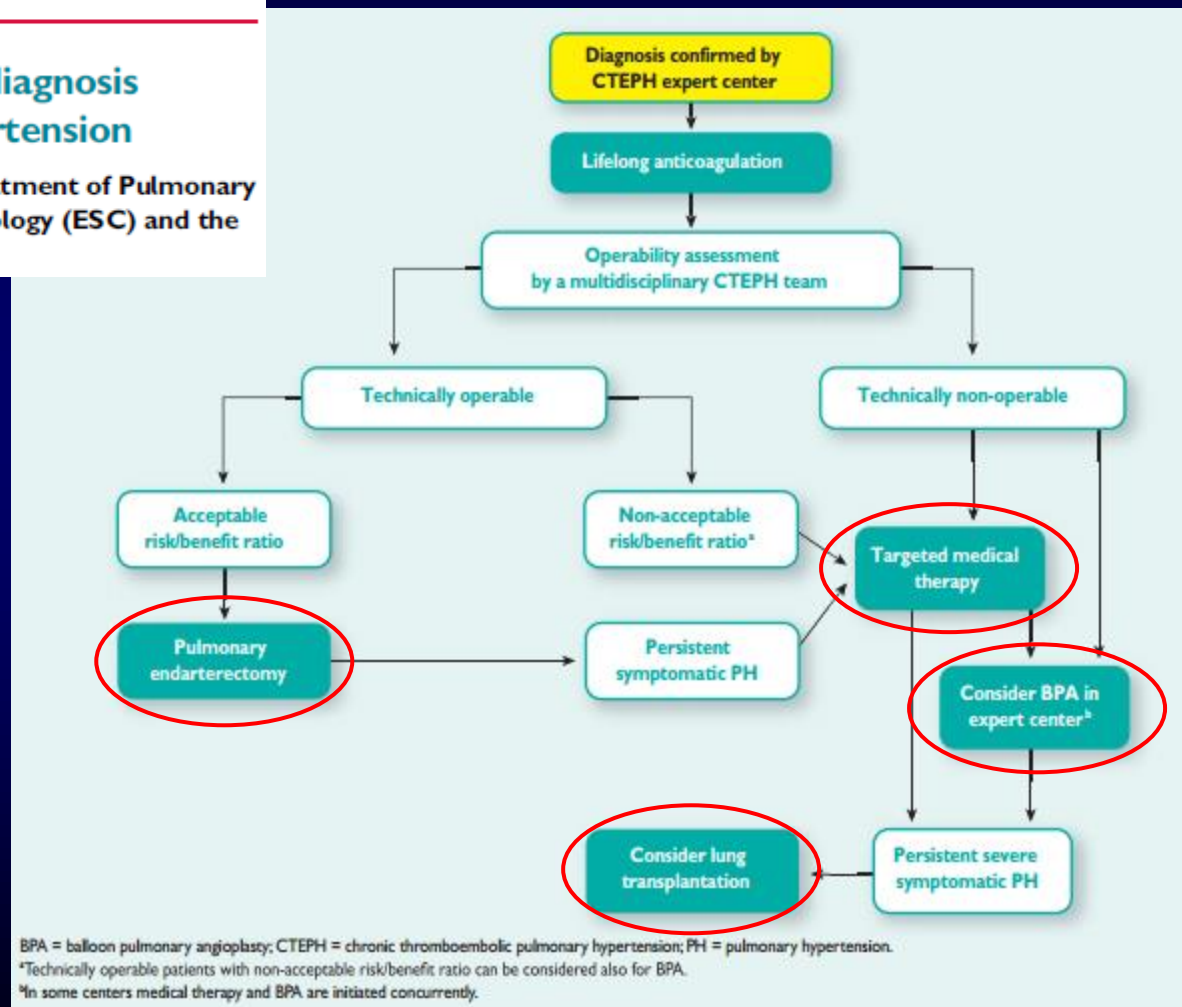 diagnosis
rtension
atment of Pulmonary
ology (ESC) and the
Diagnosis confirmed by
CTEPH expert center
Lifelong anticoagulation
Operability assessment
by a multidisciplinary CTEPH team
Technically operable
Technically non-operable
Acceptable
risk/benefit ratio
Non-acceptable
risk/benefit ratioᵃ
Targeted medical
therapy
Pulmonary
endarterectomy
Persistent
symptomatic PH
Consider BPA in
expert centerᵇ
Consider lung
transplantation
Persistent severe
symptomatic PH
BPA = balloon pulmonary angioplasty; CTEPH = chronic thromboembolic pulmonary hypertension; PH = pulmonary hypertension.
ᵃTechnically operable patients with non-acceptable risk/benefit ratio can be considered also for BPA.
ᵇIn some centers medical therapy and BPA are initiated concurrently.